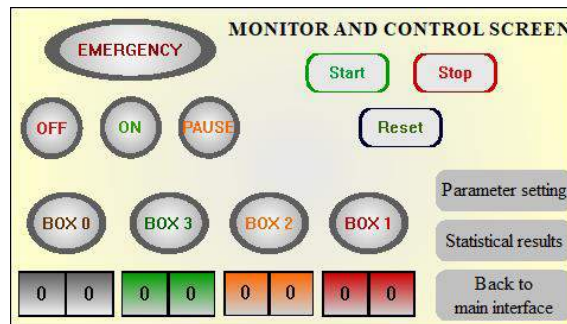 EMERGENCY
MONITOR AND CONTROL SCREEN
Start
Stop
OFF
ON
PAUSE
Reset
BOX 0
BOX 3
BOX 2
BOX 1
Parameter setting
Statistical results
0 0
0 0
0 0
0 0
Back to
main interface